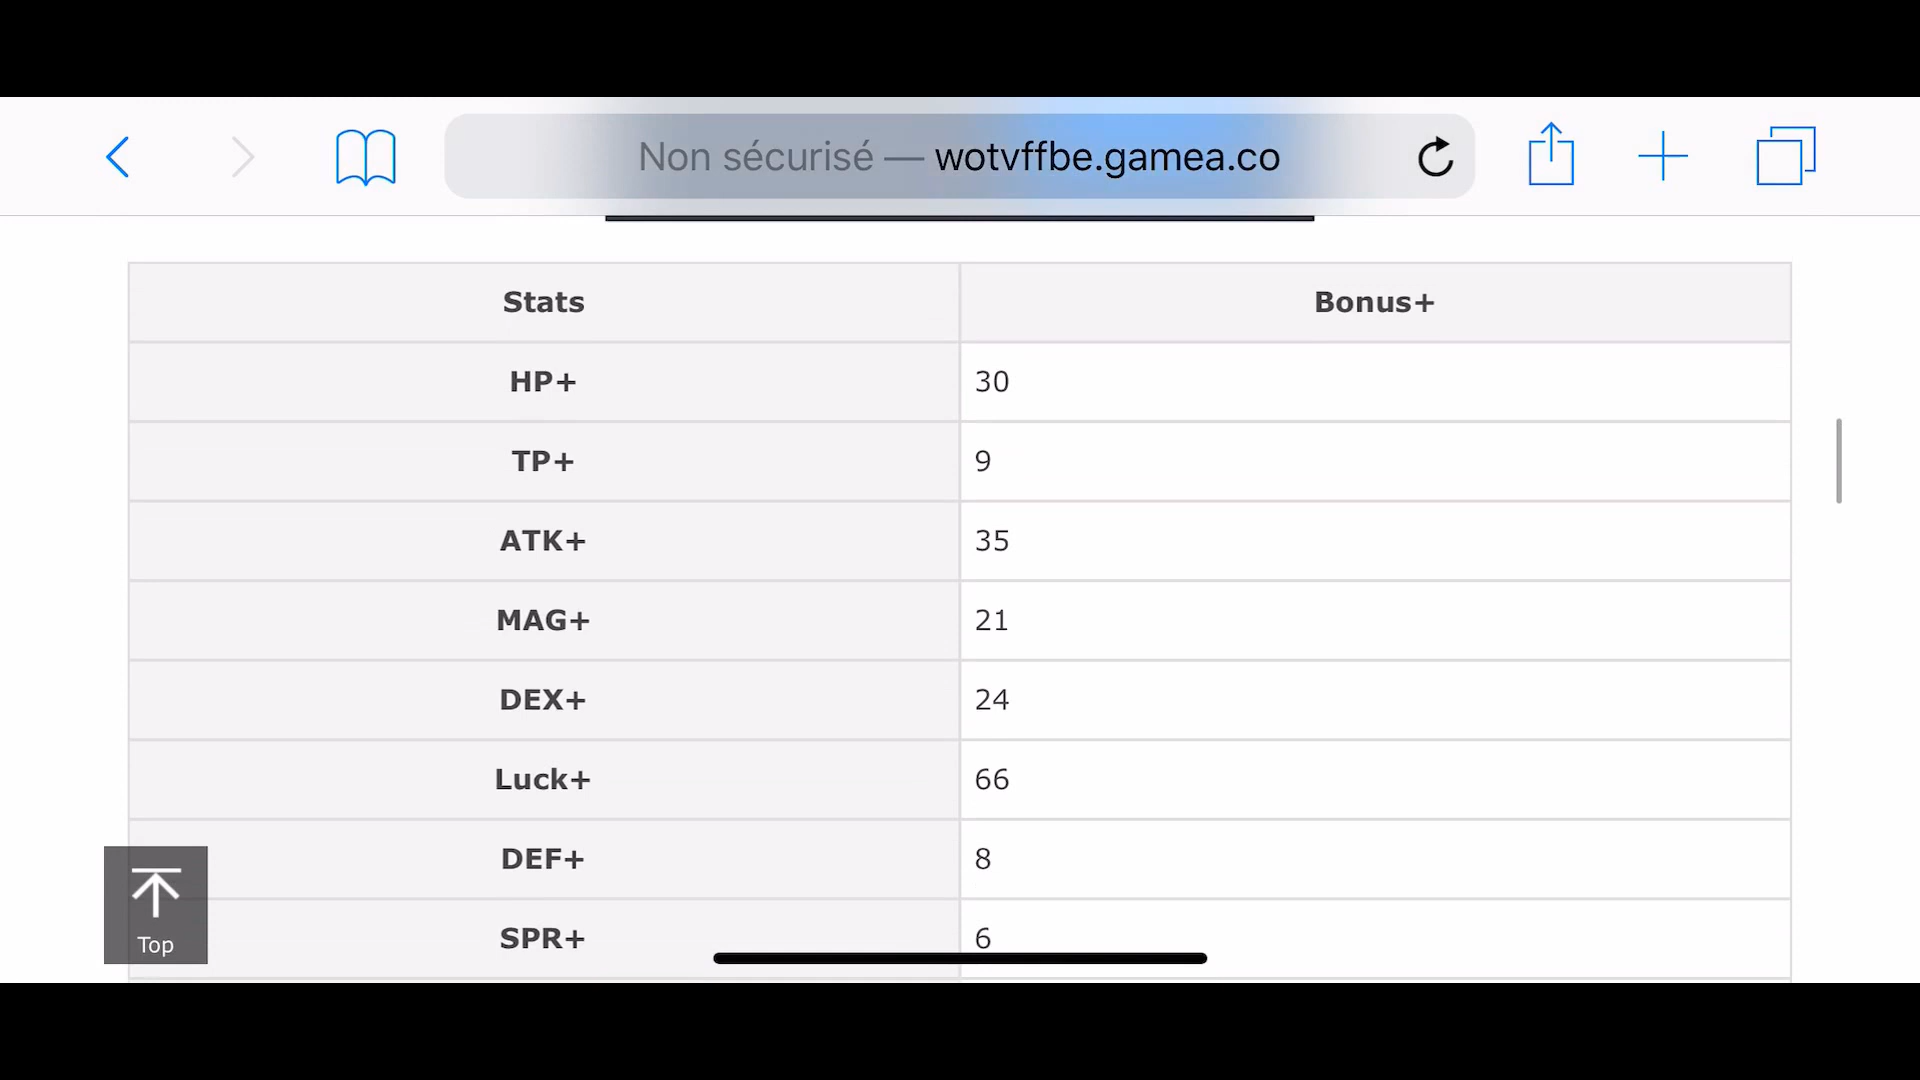 Non sécurisé — wotvffbe.gamea.co
Stats Bonus+
HP+ 30
TP+ 9
ATK+ 35
MAG+ 21
DEX+ 24
Luck+ 66
DEF+ 8
SPR+ 6
Top